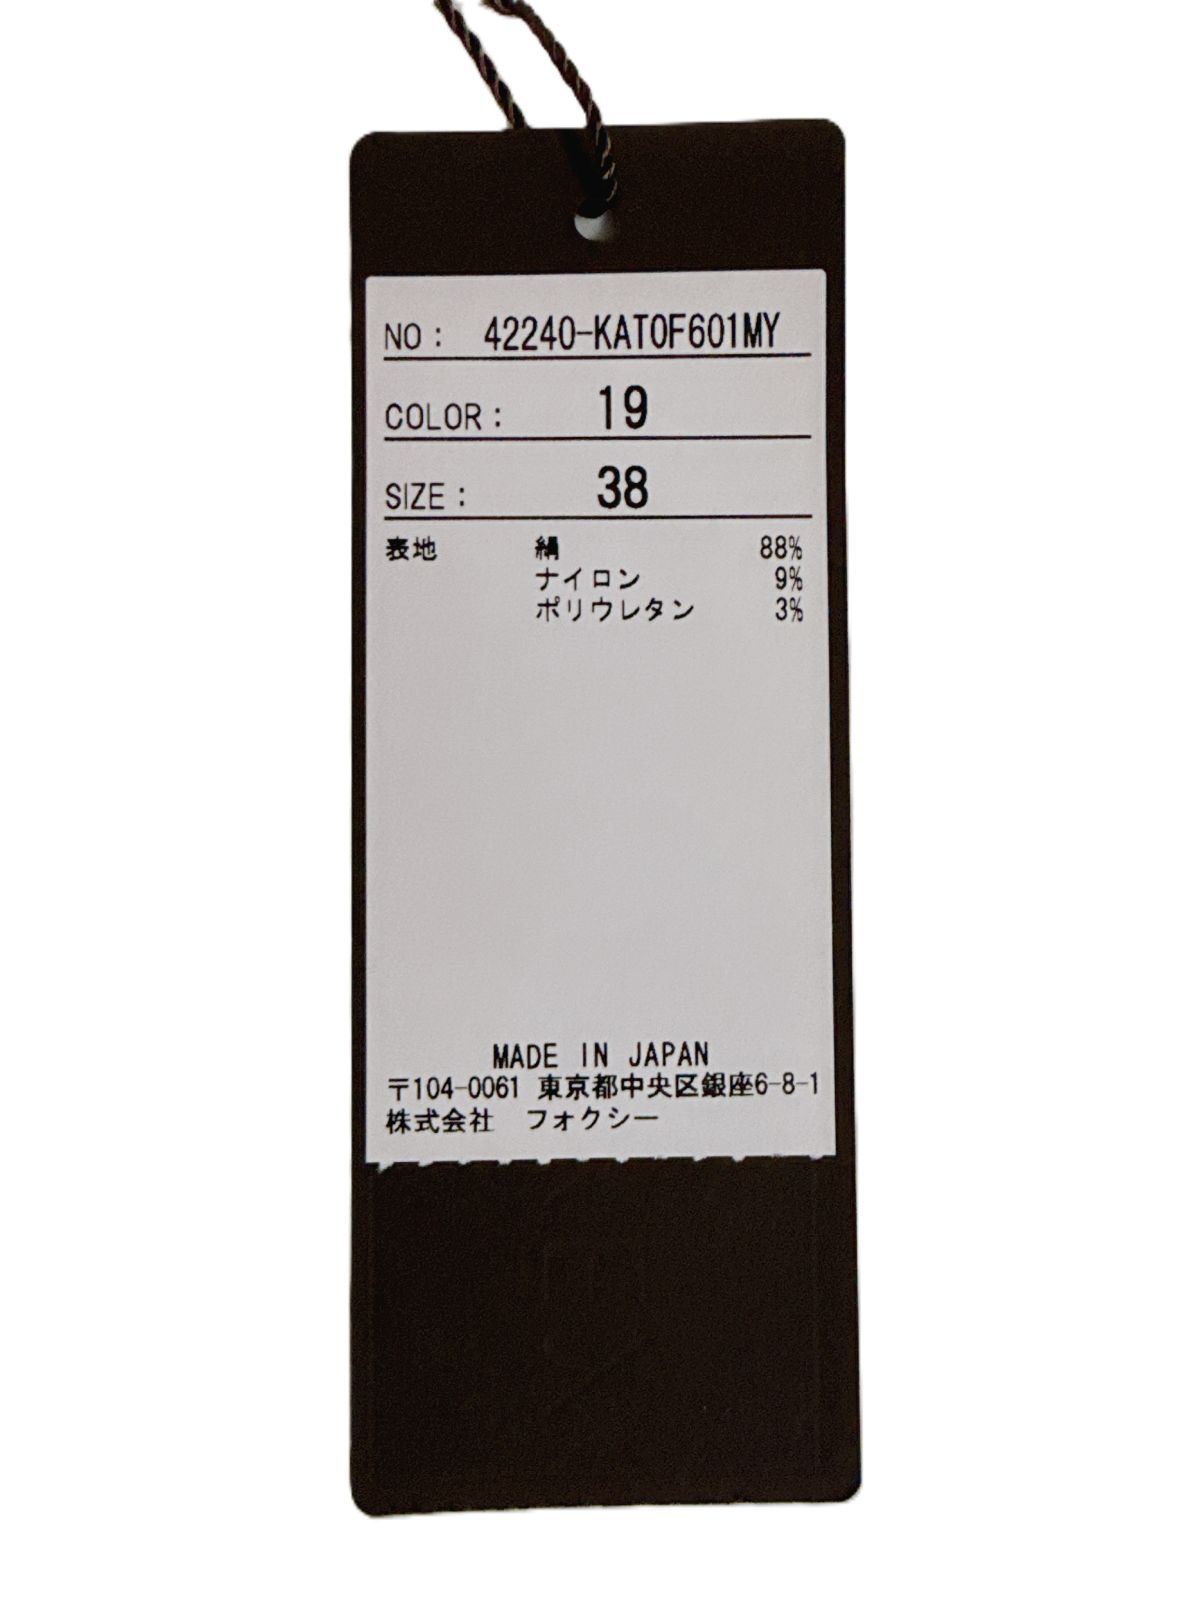 NO: 42240-KATOF601MY
COLOR: 19
SIZE: 38
表地 絹 88%
ナイロン 9%
ポリウレタン 3%
MADE IN JAPAN
〒104-0061 東京都中央区銀座6-8-1
株式会社 フォクシー